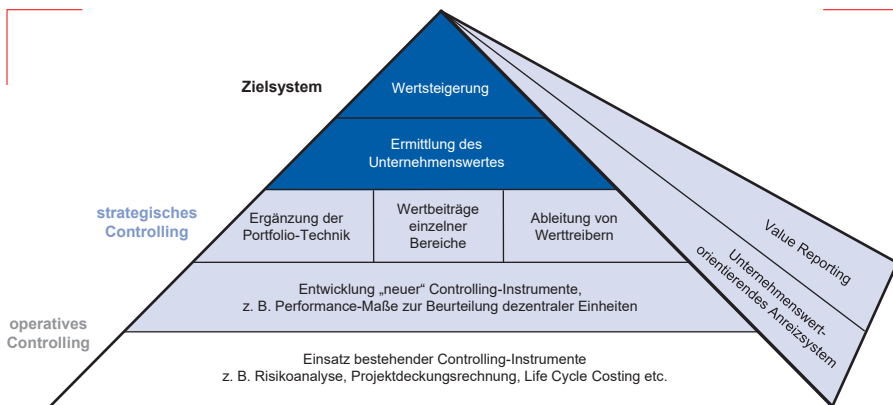 Zielsystem
Wertsteigerung
Ermittlung des
Unternehmenswertes
strategisches
Controlling
Ergänzung der
Portfolio-Technik
Wertbeiträge
einzelner
Bereiche
Ableitung von
Werttreibern
Entwicklung „neuer“ Controlling-Instrumente,
z. B. Performance-Maße zur Beurteilung dezentraler Einheiten
operatives
Controlling
Einsatz bestehender Controlling-Instrumente
z. B. Risikoanalyse, Projektdeckungsrechnung, Life Cycle Costing etc.
Value Reporting
Unternehmenswert-
orientierendes Anreizsystem